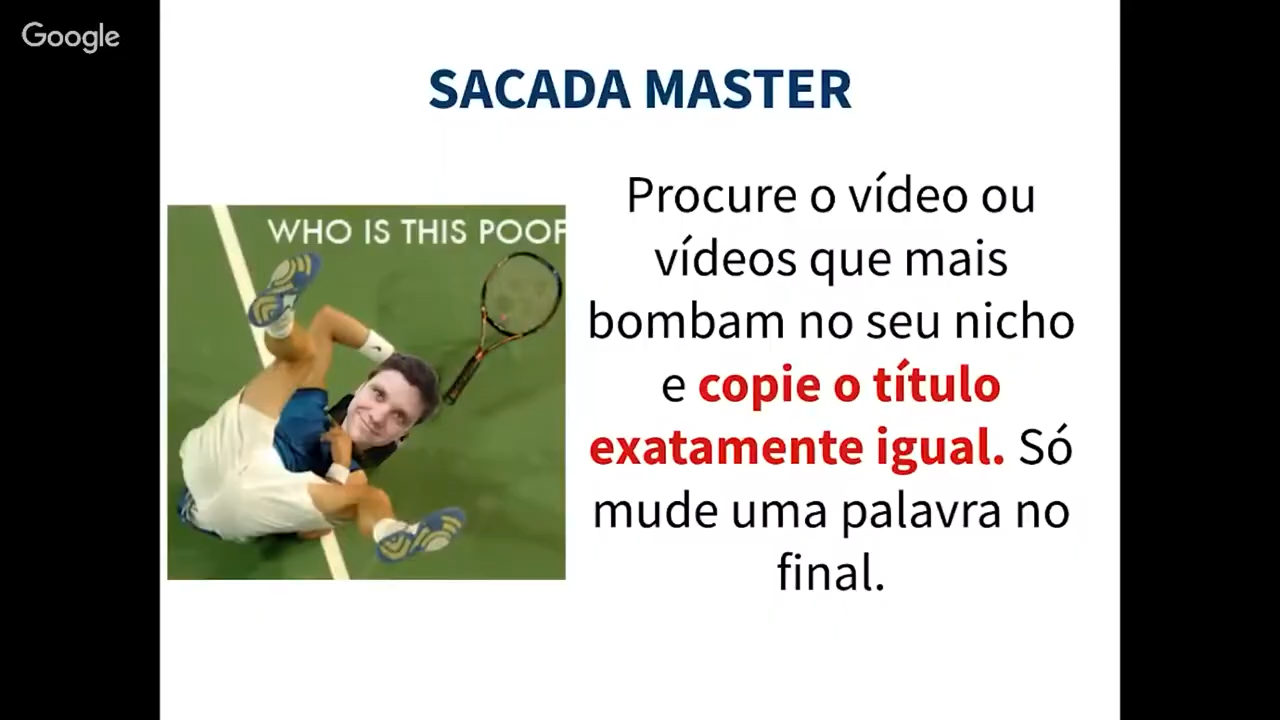 Google
SACADA MASTER
WHO IS THIS POOF
Procure o vídeo ou
vídeos que mais
bombam no seu nicho
e copie o título
exatamente igual. Só
mude uma palavra no
final.